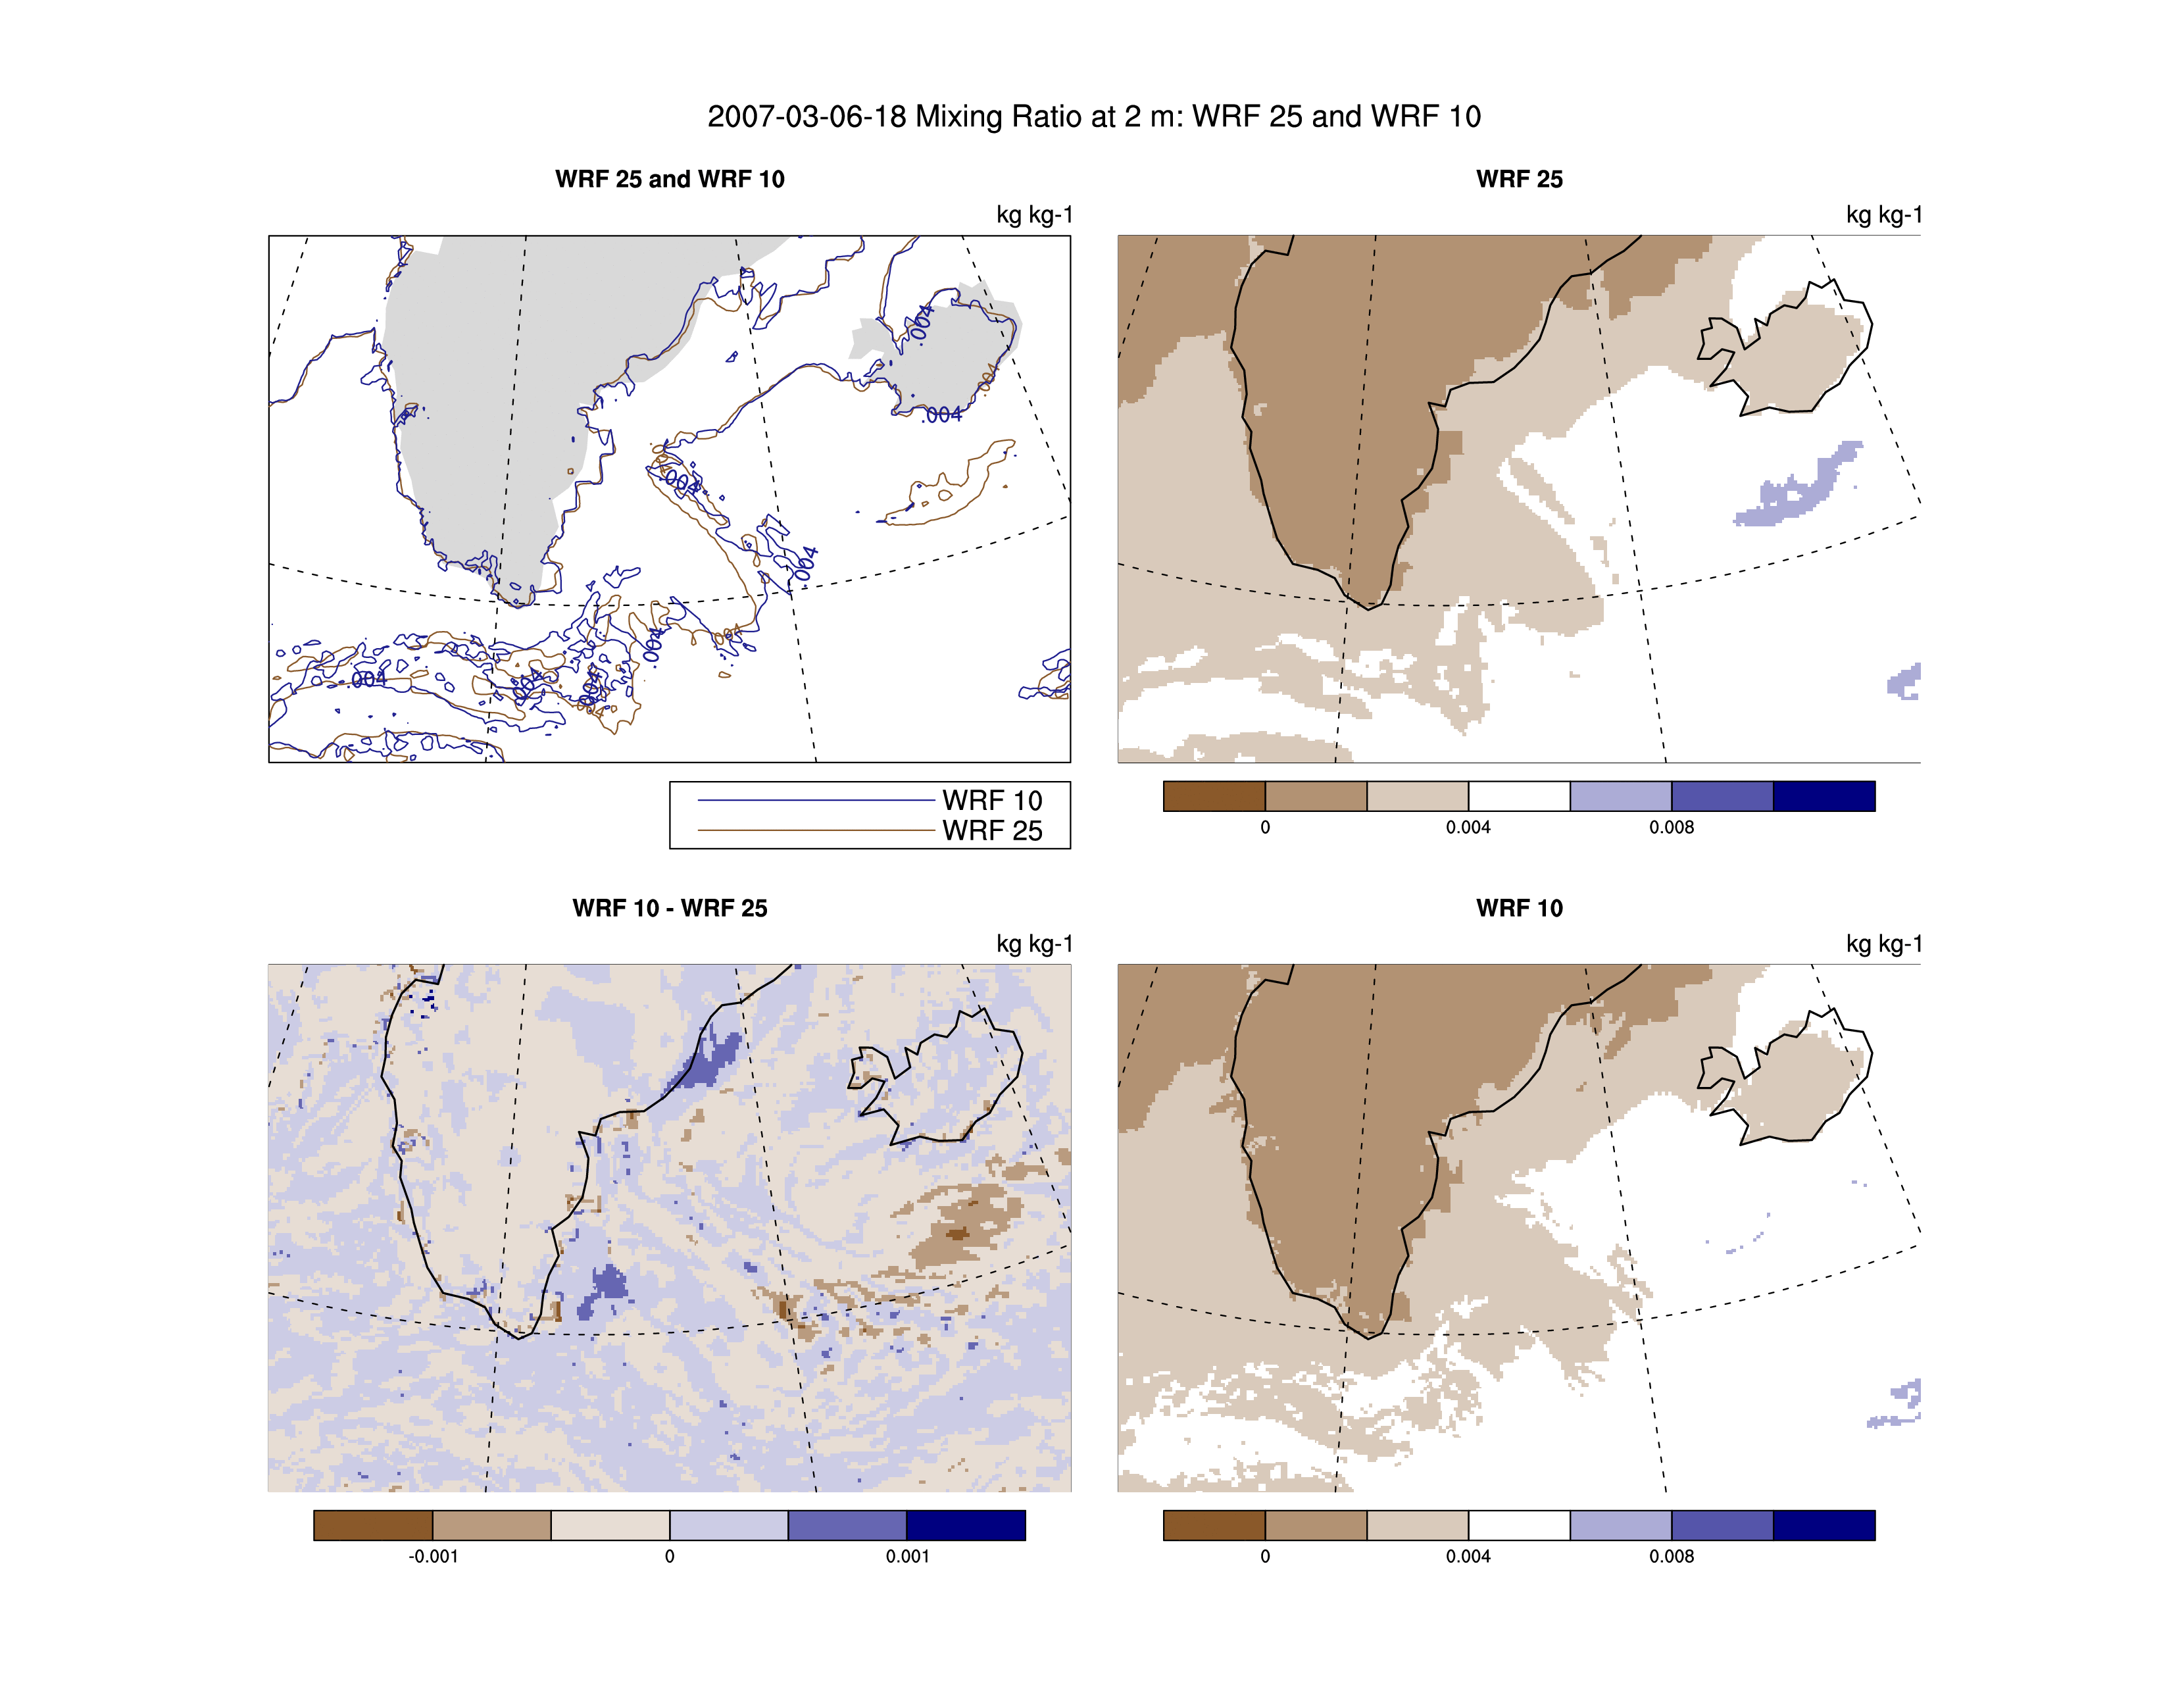 2007-03-06-18 Mixing Ratio at 2 m: WRF 25 and WRF 10
WRF 25 and WRF 10
kg kg-1
.004
.004
.004
.004
.004
.004
.004
.004
.004
.004
.004
WRF 10
WRF 25
WRF 25
kg kg-1
0 0.004 0.008
WRF 10 - WRF 25
kg kg-1
-0.001 0 0.001
WRF 10
kg kg-1
0 0.004 0.008